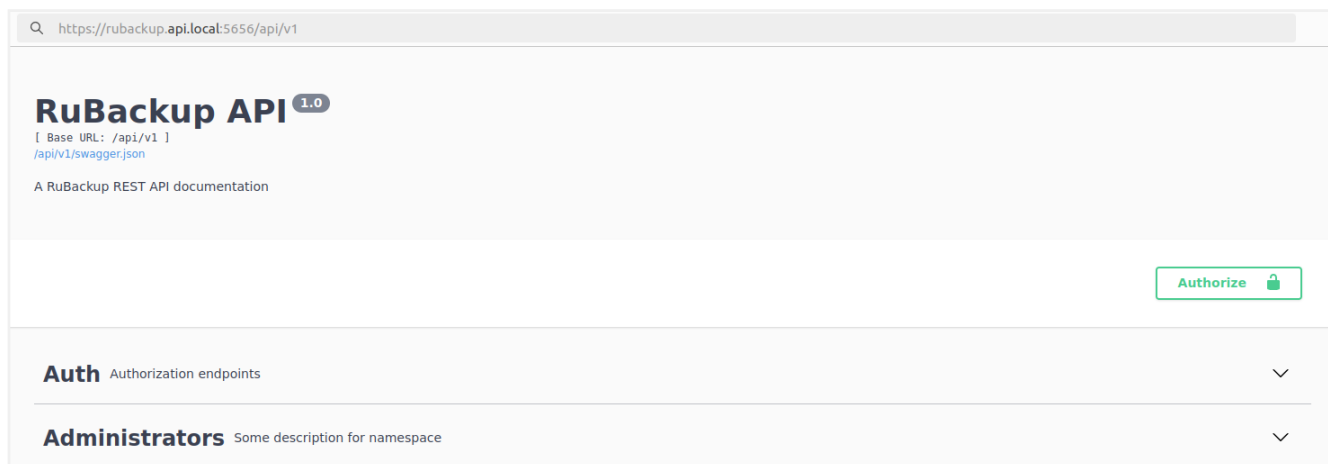 https://rubackup.api.local:5656/api/v1
RuBackup API 1.0
[ Base URL: /api/v1 ]
/api/v1/swagger.json
A RuBackup REST API documentation
Authorize
Auth Authorization endpoints
Administrators Some description for namespace